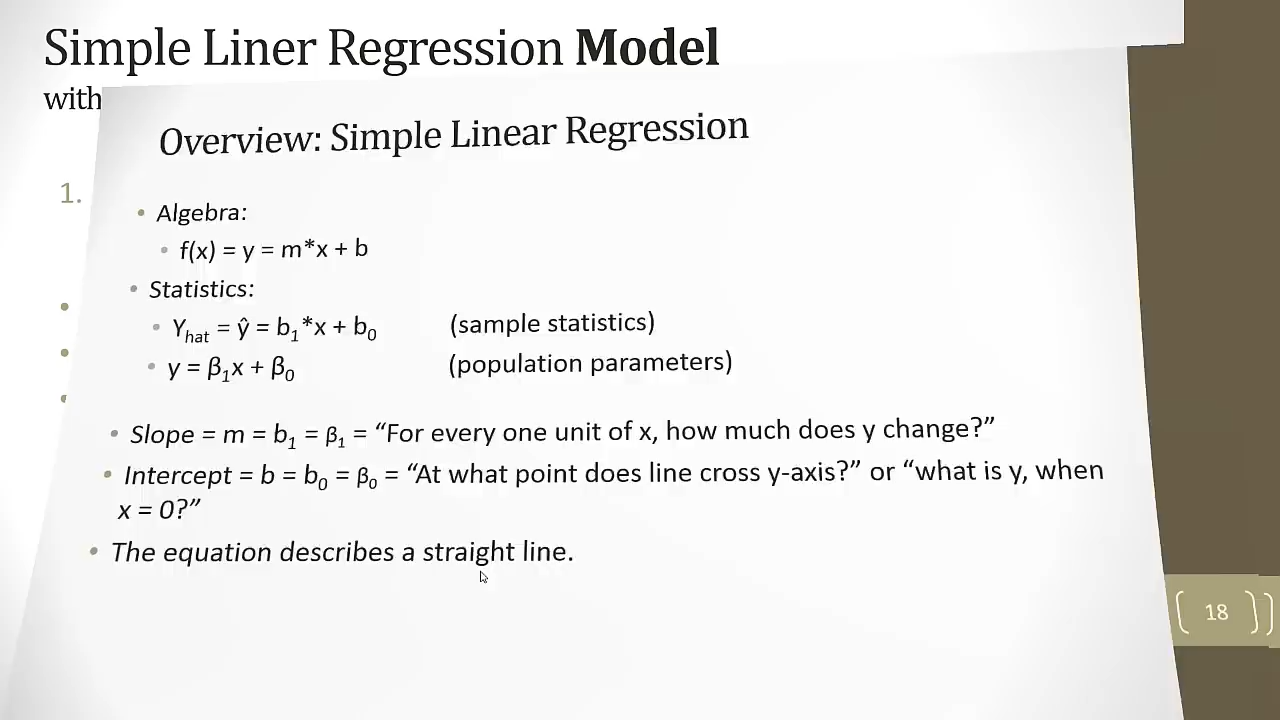 Simple Liner Regression Model
with
Overview: Simple Linear Regression
1.
• Algebra:
• f(x) = y = m*x + b
• Statistics:
• Yhat = ŷ = b1*x + b0 (sample statistics)
• y = β1x + β0 (population parameters)
• Slope = m = b1 = β1 = “For every one unit of x, how much does y change?”
• Intercept = b = b0 = β0 = “At what point does line cross y-axis?” or “what is y, when
x = 0?”
• The equation describes a straight line.
18